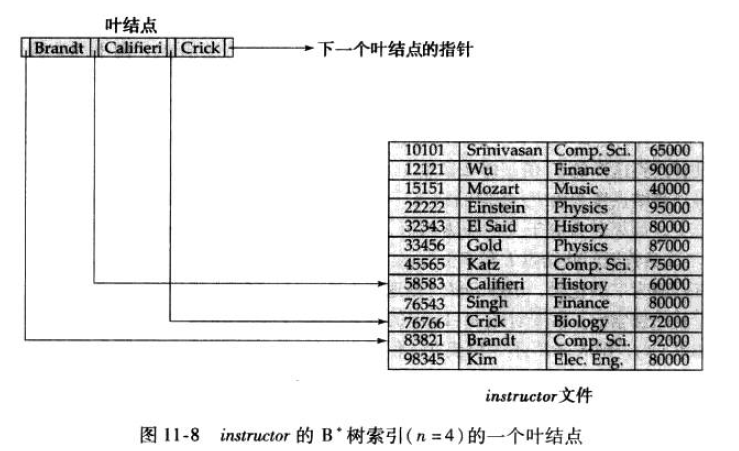 叶结点
Brandt Califieri Crick
下一个叶结点的指针
10101 Srinivasan Comp. Sci. 65000
12121 Wu Finance 90000
15151 Mozart Music 40000
22222 Einstein Physics 95000
32343 El Said History 80000
33456 Gold Physics 87000
45565 Katz Comp. Sci. 75000
58583 Califieri History 60000
76543 Singh Finance 80000
76766 Crick Biology 72000
83821 Brandt Comp. Sci. 92000
98345 Kim Elec. Eng. 80000
instructor文件
图 11-8 instructor 的 B⁺树索引(n=4)的一个叶结点